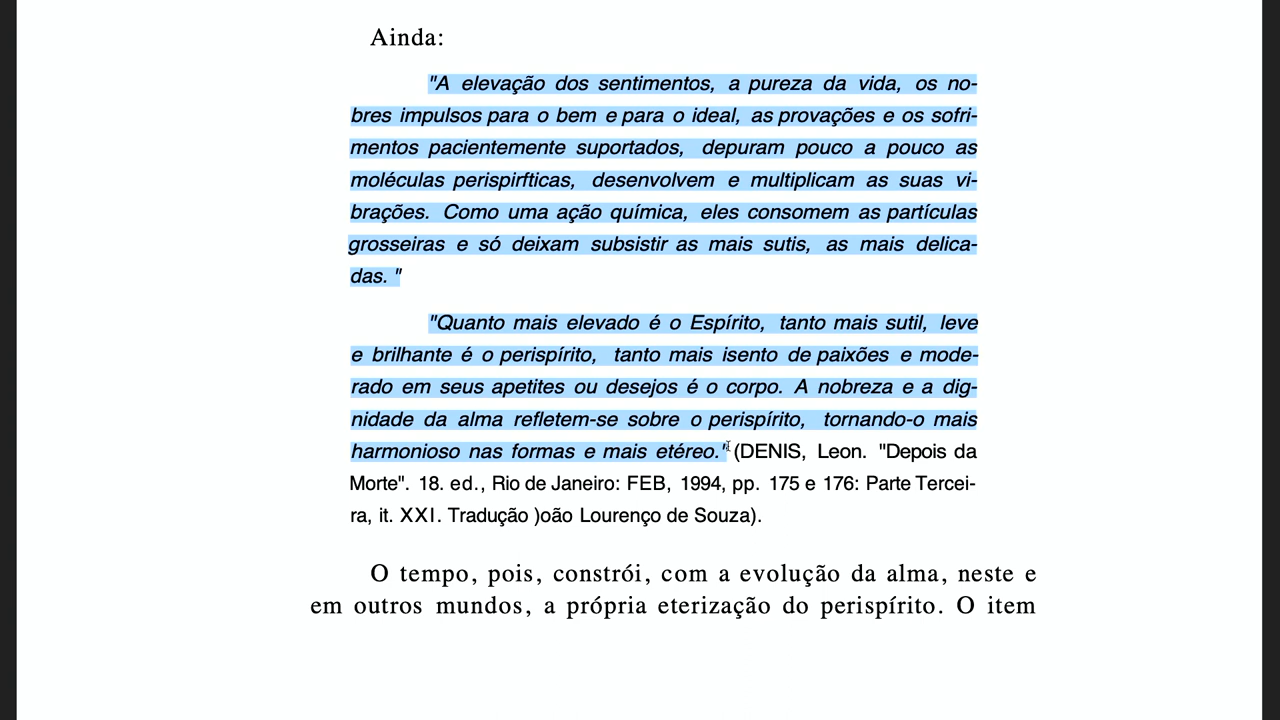 Ainda:
"A elevação dos sentimentos, a pureza da vida, os no-
bres impulsos para o bem e para o ideal, as provações e os sofri-
mentos pacientemente suportados, depuram pouco a pouco as
moléculas perispirfticas, desenvolvem e multiplicam as suas vi-
brações. Como uma ação química, eles consomem as partículas
grosseiras e só deixam subsistir as mais sutis, as mais delica-
das. "
"Quanto mais elevado é o Espírito, tanto mais sutil, leve
e brilhante é o perispírito, tanto mais isento de paixões e mode-
rado em seus apetites ou desejos é o corpo. A nobreza e a dig-
nidade da alma refletem-se sobre o perispírito, tornando-o mais
harmonioso nas formas e mais etéreo." (DENIS, Leon. "Depois da
Morte". 18. ed., Rio de Janeiro: FEB, 1994, pp. 175 e 176: Parte Tercei-
ra, it. XXI. Tradução )oão Lourenço de Souza).
O tempo, pois, constrói, com a evolução da alma, neste e
em outros mundos, a própria eterização do perispírito. O item